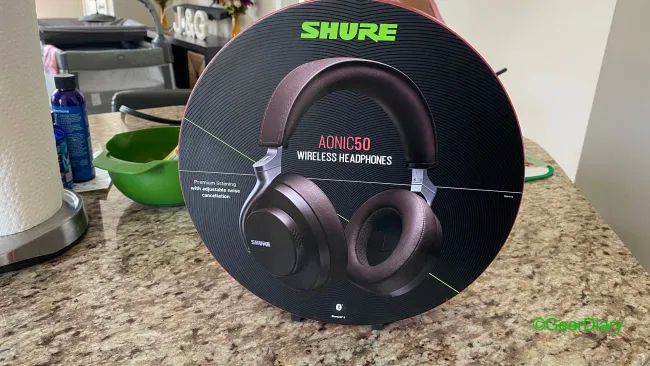 J&G
SHURE
AONIC50
WIRELESS HEADPHONES
Premium listening
with adjustable noise
cancellation
SHURE
©GearDiary